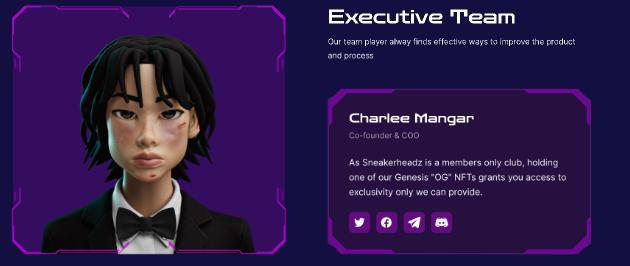 Executive Team
Our team player alway finds effective ways to improve the product
and process
Charlee Mangar
Co-founder & COO
As Sneakerheadz is a members only club, holding
one of our Genesis "OG" NFTs grants you access to
exclusivity only we can provide.